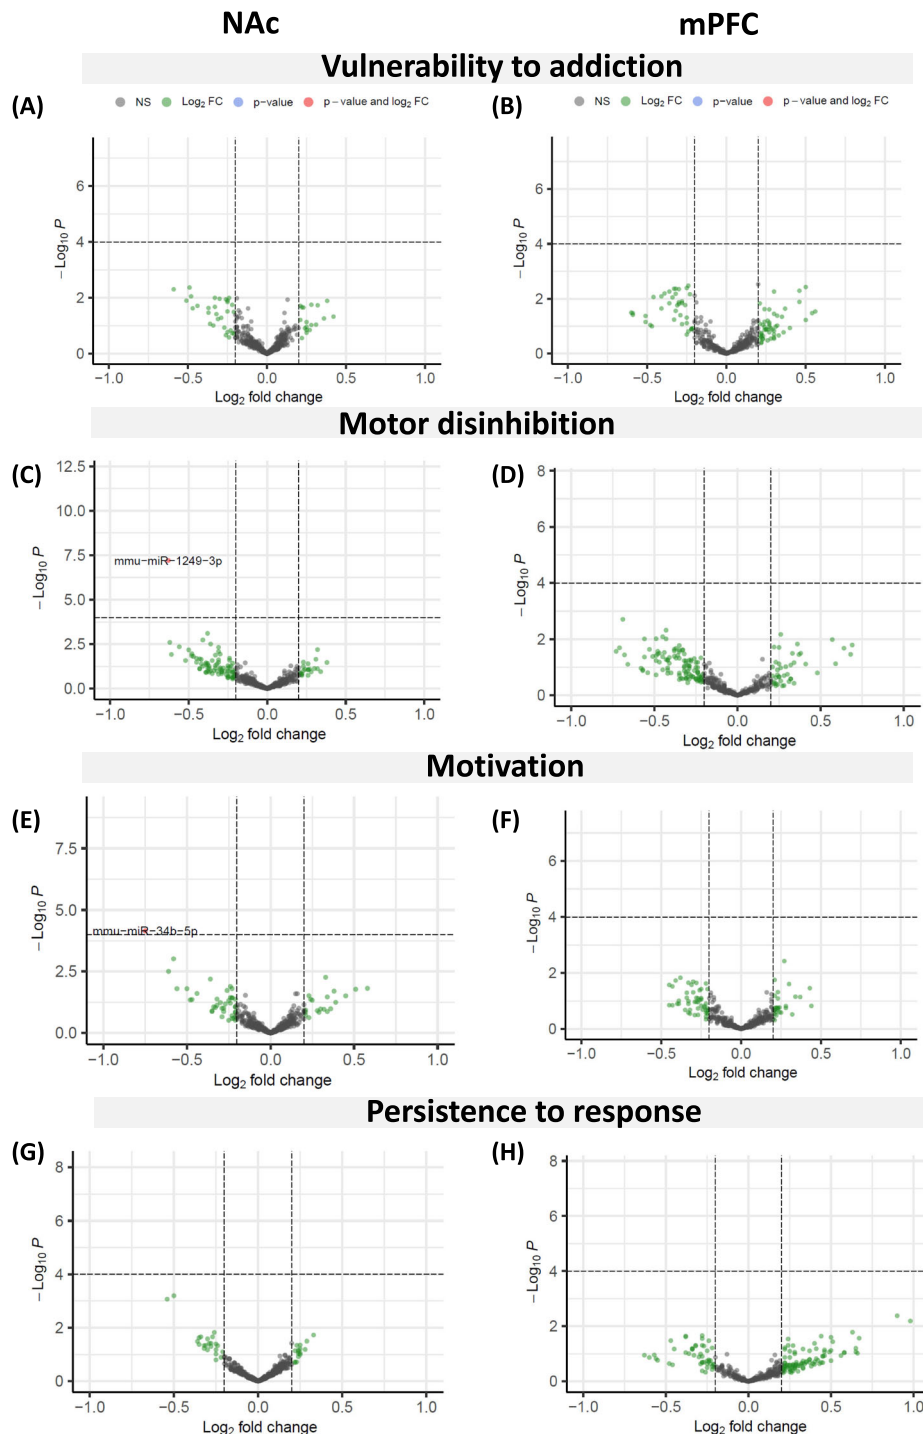 NAc mPFC
Vulnerability to addiction
(A) NS Log2 FC p−value p−value and log2 FC
6
4
2
0
−Log10 P
−1.0 −0.5 0.0 0.5 1.0
Log2 fold change
(B) NS Log2 FC p−value p−value and log2 FC
6
4
2
0
−Log10 P
−1.0 −0.5 0.0 0.5 1.0
Log2 fold change
Motor disinhibition
(C)
12.5
10.0
7.5
5.0
2.5
0.0
−Log10 P
mmu−miR−1249−3p
−1.0 −0.5 0.0 0.5 1.0
Log2 fold change
(D)
8
6
4
2
0
−Log10 P
−1.0 −0.5 0.0 0.5 1.0
Log2 fold change
Motivation
(E)
7.5
5.0
2.5
0.0
−Log10 P
mmu−miR−34b−5p
−1.0 −0.5 0.0 0.5 1.0
Log2 fold change
(F)
6
4
2
0
−Log10 P
−1.0 −0.5 0.0 0.5 1.0
Log2 fold change
Persistence to response
(G)
8
6
4
2
0
−Log10 P
−1.0 −0.5 0.0 0.5 1.0
Log2 fold change
(H)
8
6
4
2
0
−Log10 P
−1.0 −0.5 0.0 0.5 1.0
Log2 fold change